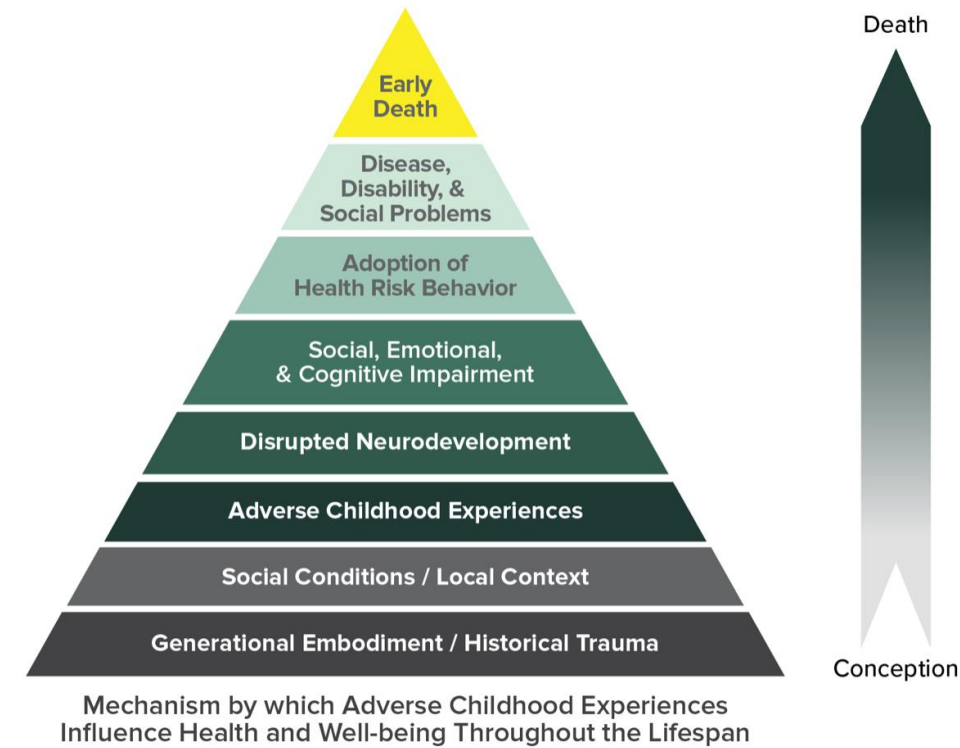 Death
Early
Death
Disease,
Disability, &
Social Problems
Adoption of
Health Risk Behavior
Social, Emotional,
& Cognitive Impairment
Disrupted Neurodevelopment
Adverse Childhood Experiences
Social Conditions / Local Context
Generational Embodiment / Historical Trauma
Conception
Mechanism by which Adverse Childhood Experiences
Influence Health and Well-being Throughout the Lifespan